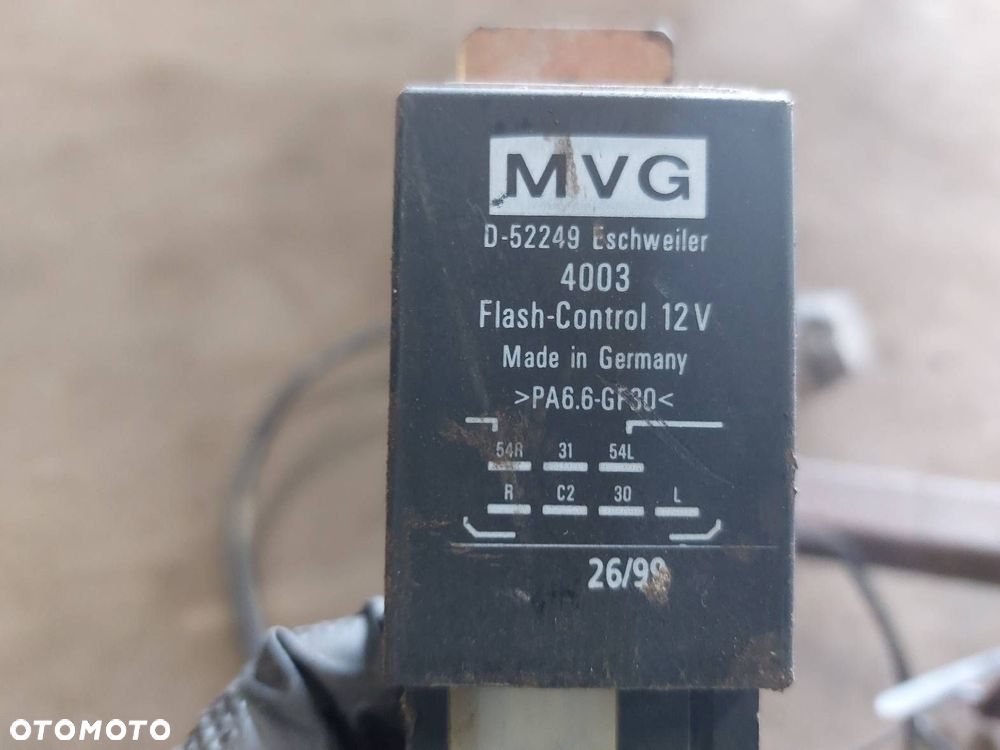 MVG
D-52249 Eschweiler
4003
Flash-Control 12V
Made in Germany
>PA6.6-GF30<
54R 31 54L
R C2 30 L
26/99
OTOMOTO